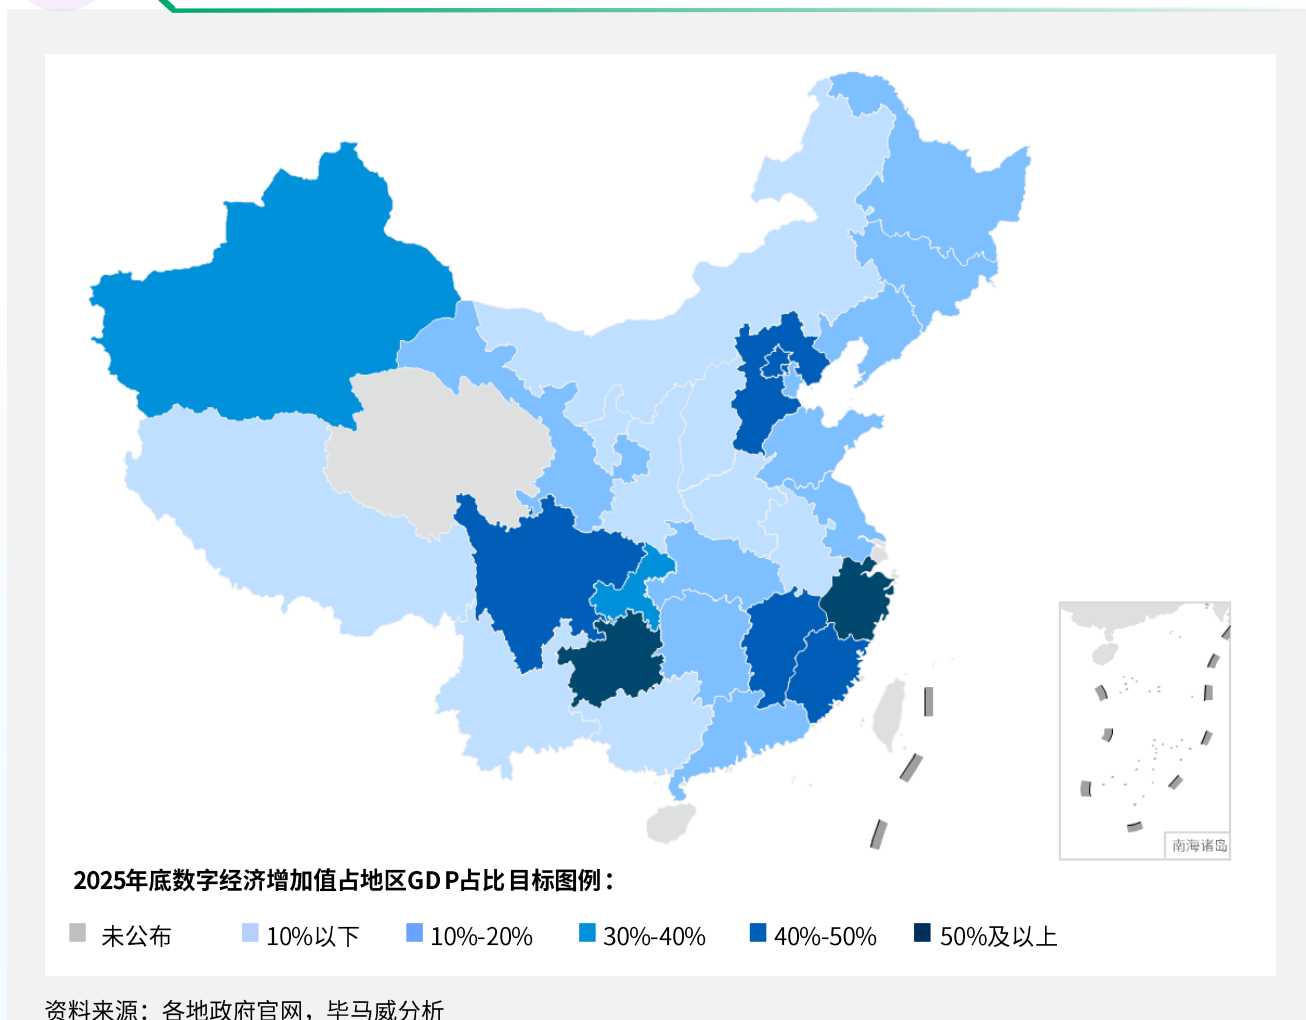 南海诸岛
2025年底数字经济增加值占地区GDP占比目标图例：
未公布 10%以下 10%-20% 30%-40% 40%-50% 50%及以上
资料来源：各地政府官网，毕马威分析